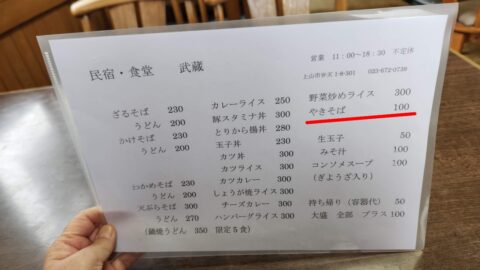 民宿・食堂 武蔵
営業 11:00〜18:30 不定休
上山市弁天1-8-301 023-672-0739
ざるそば 230
うどん 200
かけそば 230
うどん 200
わかめそば 230
うどん 200
天ぷらそば 300
うどん 270
(鍋焼うどん 350 限定5食)
カレーライス 250
豚スタミナ丼 300
とりから揚丼 280
玉子丼 230
カツ丼 300
カツライス 300
カツカレー 300
しょうが焼ライス 300
チーズカレー 300
ハンバーグライス 300
野菜炒めライス 300
やきそば 100
生玉子 50
みそ汁 100
コンソメスープ
(ぎようざ入り)
持ち帰り(容器代) 50
大盛 全部 プラス 100